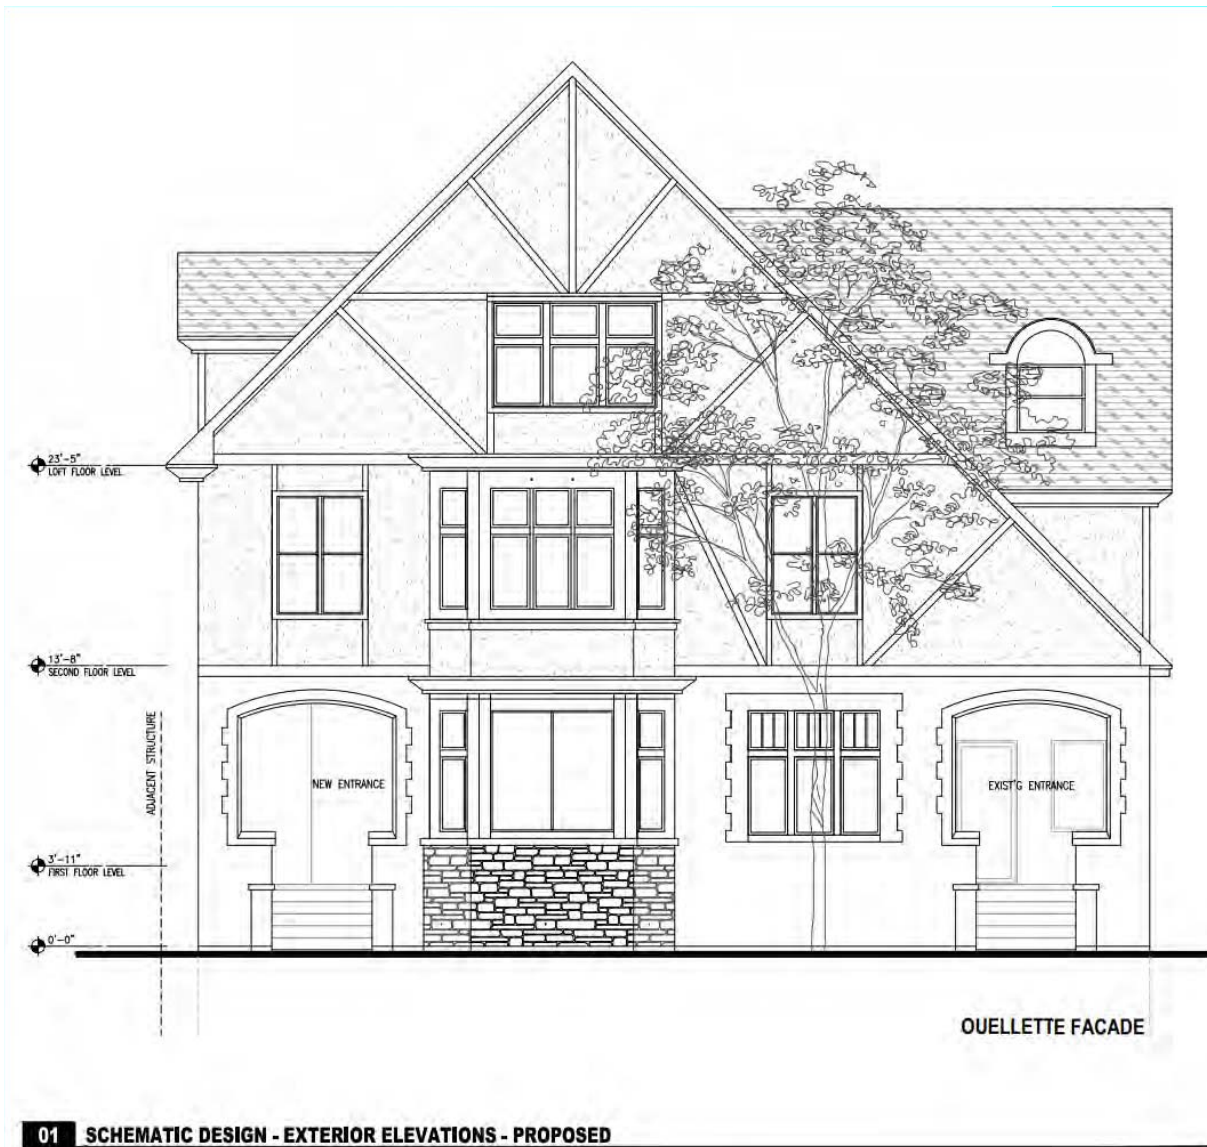 23'-5"
LOFT FLOOR LEVEL
13'-8"
SECOND FLOOR LEVEL
ADJACENT STRUCTURE
NEW ENTRANCE
EXIST'G ENTRANCE
3'-11"
FIRST FLOOR LEVEL
0'-0"
OUELLETTE FACADE
01 SCHEMATIC DESIGN - EXTERIOR ELEVATIONS - PROPOSED